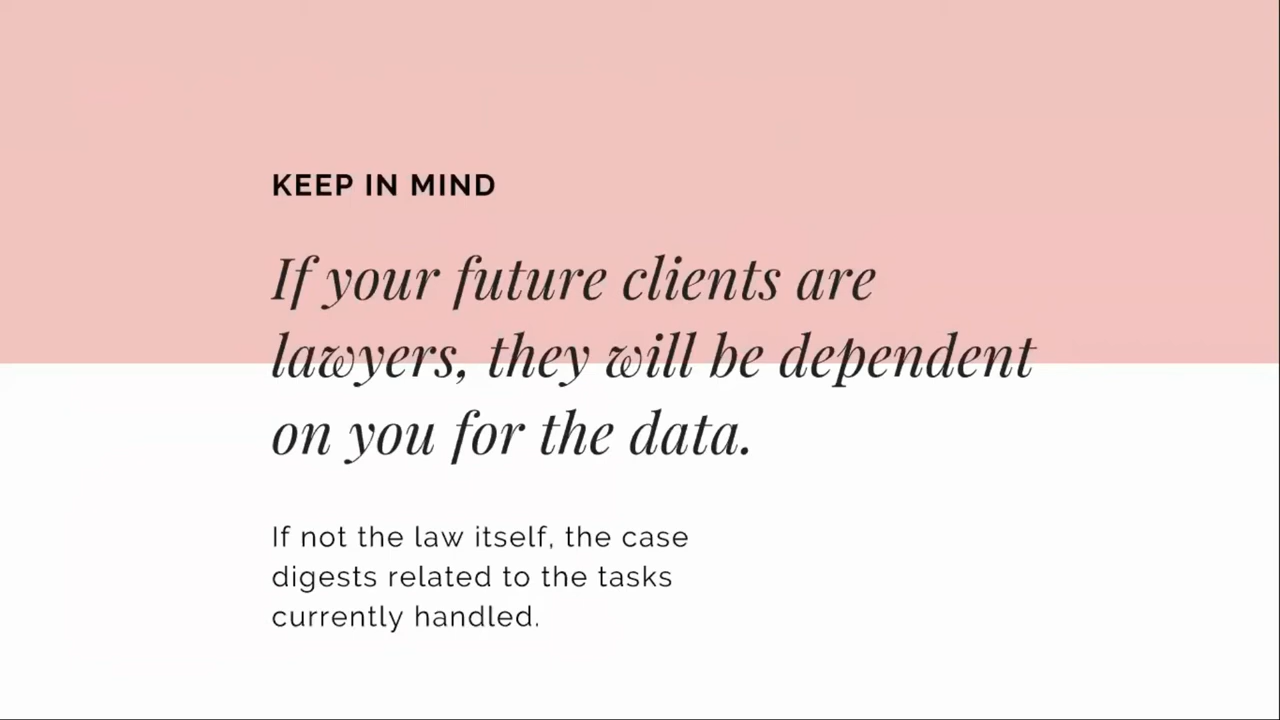 KEEP IN MIND
If your future clients are
lawyers, they will be dependent
on you for the data.
If not the law itself, the case
digests related to the tasks
currently handled.